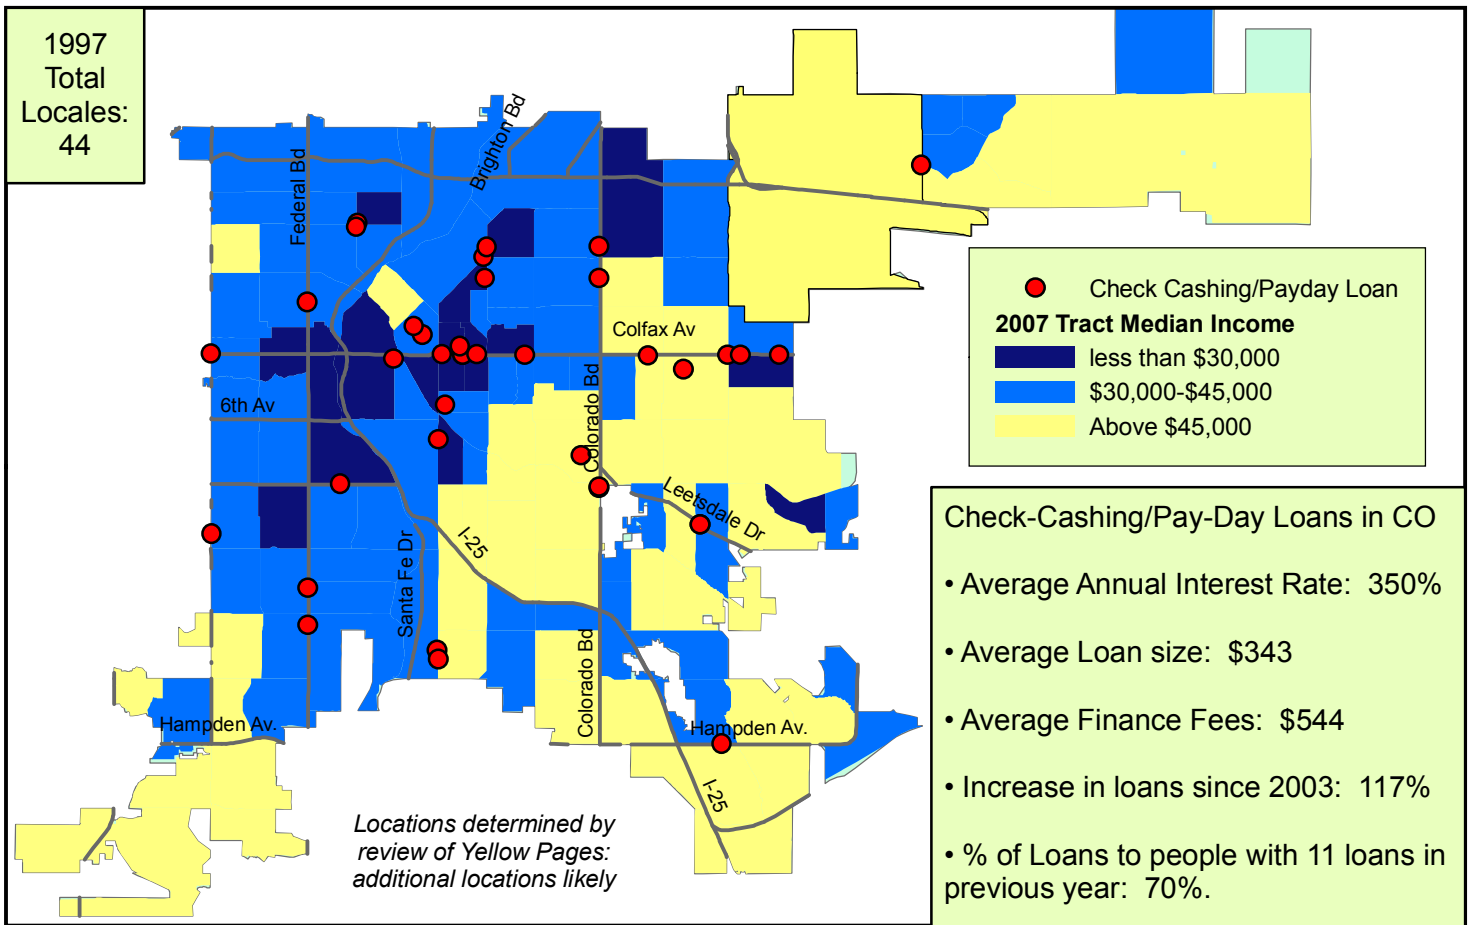 1997
Total
Locales:
44
Brighton Bd
Federal Bd
Colfax Av
6th Av
Colorado Bd
Leetsdale Dr
I-25
Santa Fe Dr
Colorado Bd
Hampden Av.
Hampden Av.
I-25
Check Cashing/Payday Loan
2007 Tract Median Income
less than $30,000
$30,000-$45,000
Above $45,000
Check-Cashing/Pay-Day Loans in CO
• Average Annual Interest Rate: 350%
• Average Loan size: $343
• Average Finance Fees: $544
• Increase in loans since 2003: 117%
• % of Loans to people with 11 loans in
previous year: 70%.
Locations determined by
review of Yellow Pages:
additional locations likely